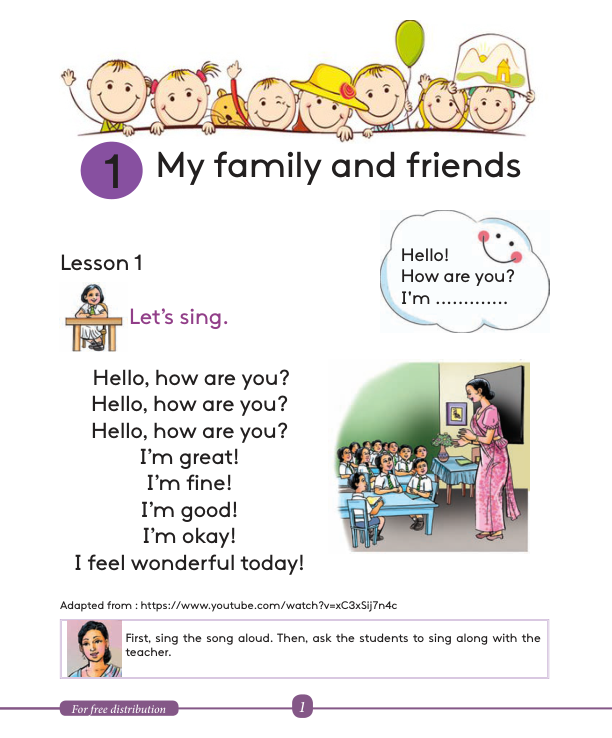 1 My family and friends
Lesson 1
Hello!
How are you?
I'm .............
Let's sing.
Hello, how are you?
Hello, how are you?
Hello, how are you?
I'm great!
I'm fine!
I'm good!
I'm okay!
I feel wonderful today!
Adapted from : https://www.youtube.com/watch?v=xC3xSij7n4c
First, sing the song aloud. Then, ask the students to sing along with the
teacher.
For free distribution
1